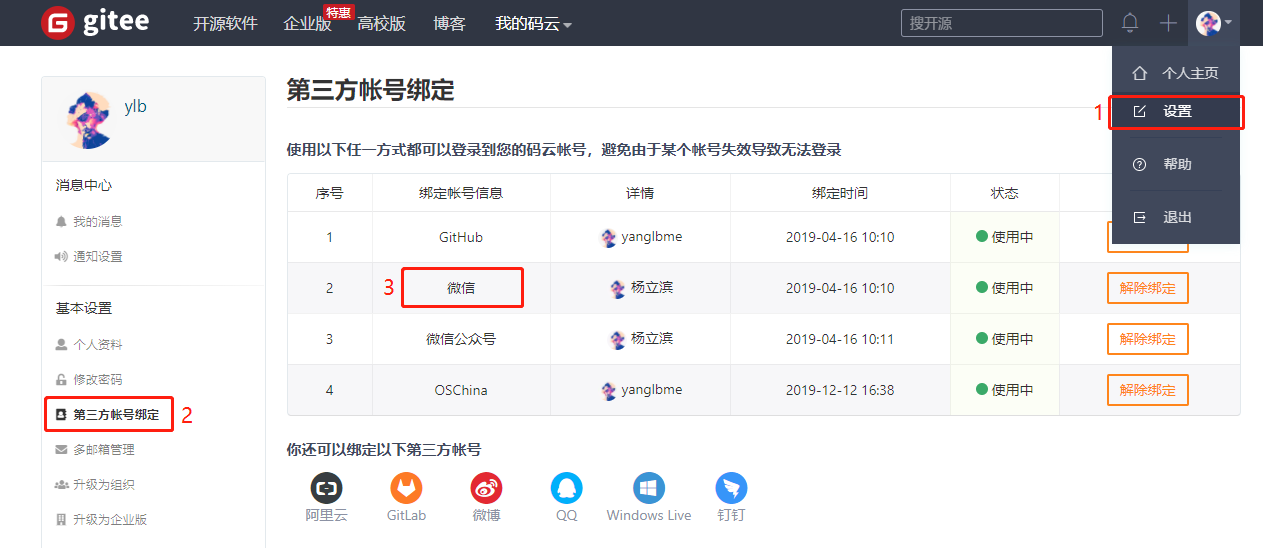 gitee 开源软件 企业版 特惠 高校版 博客 我的码云 搜开源
个人主页
1 设置
帮助
退出
ylb
消息中心
我的消息
通知设置
基本设置
个人资料
修改密码
第三方帐号绑定 2
多邮箱管理
升级为组织
升级为企业版
第三方帐号绑定
使用以下任一方式都可以登录到您的码云帐号，避免由于某个帐号失效导致无法登录
序号 绑定帐号信息 详情 绑定时间 状态
1 GitHub yanglbme 2019-04-16 10:10 使用中
2 3 微信 杨立滨 2019-04-16 10:10 使用中 解除绑定
3 微信公众号 杨立滨 2019-04-16 10:11 使用中 解除绑定
4 OSChina yanglbme 2019-12-12 16:38 使用中 解除绑定
你还可以绑定以下第三方帐号
阿里云 GitLab 微博 QQ Windows Live 钉钉